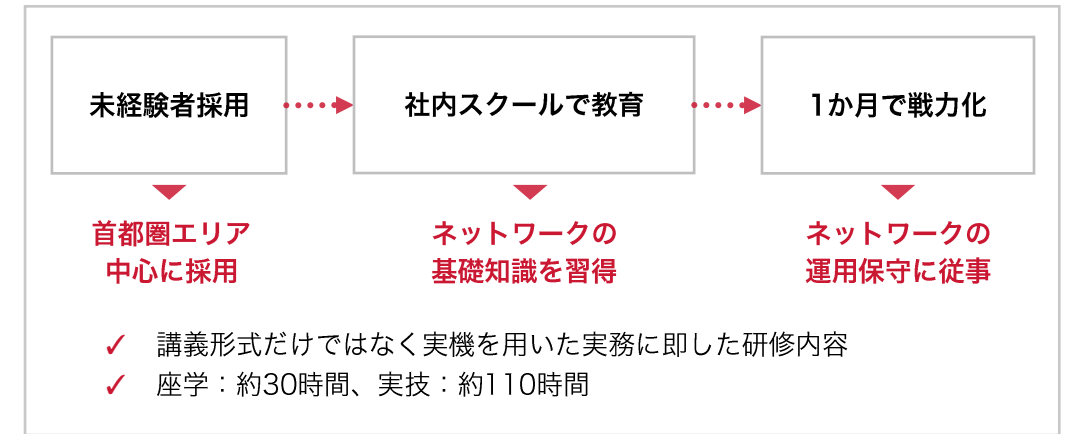 未経験者採用
社内スクールで教育
1か月で戦力化
首都圏エリア
中心に採用
ネットワークの
基礎知識を習得
ネットワークの
運用保守に従事
✓ 講義形式だけではなく実機を用いた実務に即した研修内容
✓ 座学：約30時間、実技：約110時間